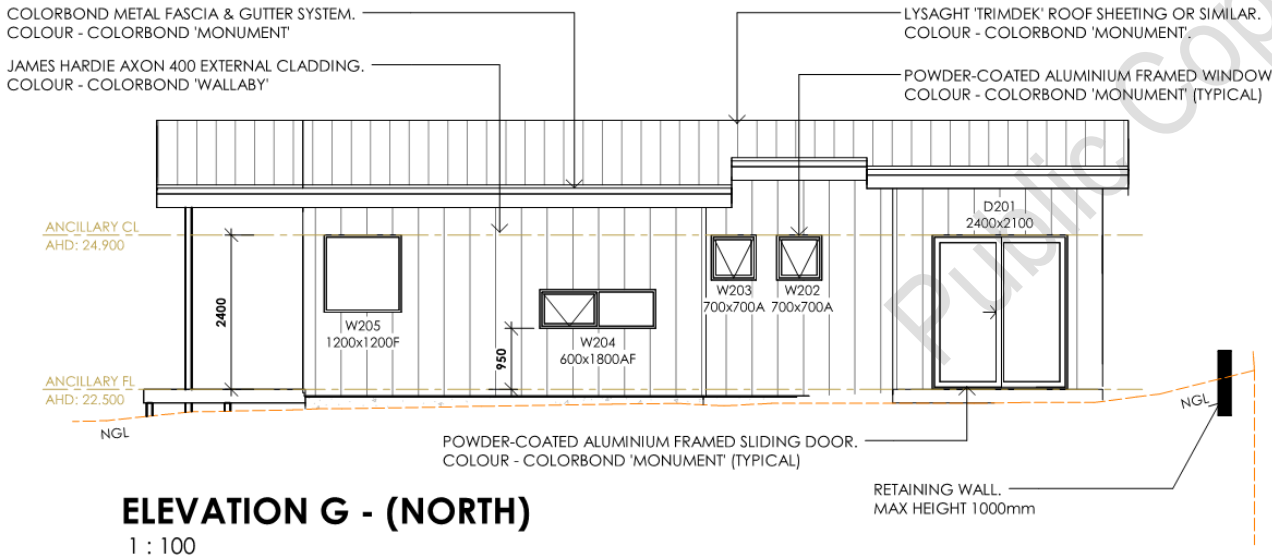 COLORBOND METAL FASCIA & GUTTER SYSTEM.
COLOUR - COLORBOND 'MONUMENT'
LYSAGHT 'TRIMDEK' ROOF SHEETING OR SIMILAR.
COLOUR - COLORBOND 'MONUMENT'.
JAMES HARDIE AXON 400 EXTERNAL CLADDING.
COLOUR - COLORBOND 'WALLABY'
POWDER-COATED ALUMINIUM FRAMED WINDOW
COLOUR - COLORBOND 'MONUMENT' (TYPICAL)
Public Cop
ANCILLARY CL
AHD: 24.900
D201
2400x2100
W203
700x700A
W202
700x700A
2400
W205
1200x1200F
W204
600x1800AF
950
ANCILLARY FL
AHD: 22.500
NGL
NGL
POWDER-COATED ALUMINIUM FRAMED SLIDING DOOR.
COLOUR - COLORBOND 'MONUMENT' (TYPICAL)
RETAINING WALL.
MAX HEIGHT 1000mm
ELEVATION G - (NORTH)
1 : 100